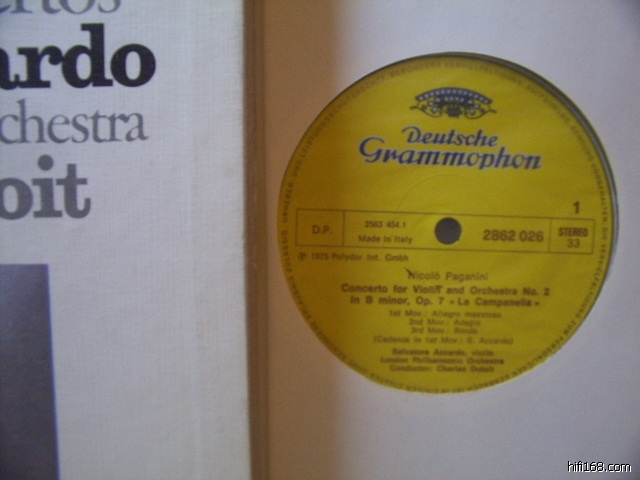 ertos
ardo
chestra
oit
Deutsche
Grammophon
1
D.P.
2563 454.1
Made in Italy
2862 026
STEREO
33
Ⓟ 1975 Polydor Int. Gmbh
Nicolò Paganini
Concerto for Violin and Orchestra No. 2
in B minor, Op. 7 « La Campanella »
1st Mov.: Allegro maestoso
2nd Mov.: Adagio
3rd Mov.: Rondo
(Cadenza in 1st Mov.: S. Accardo)
Salvatore Accardo, violin
London Philharmonic Orchestra
Conductor: Charles Dutoit
hifi168.com